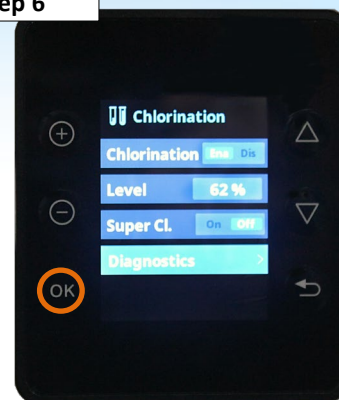 ep 6
Chlorination
Chlorination Ena Dis
Level 62 %
Super Cl. On Off
Diagnostics >
OK